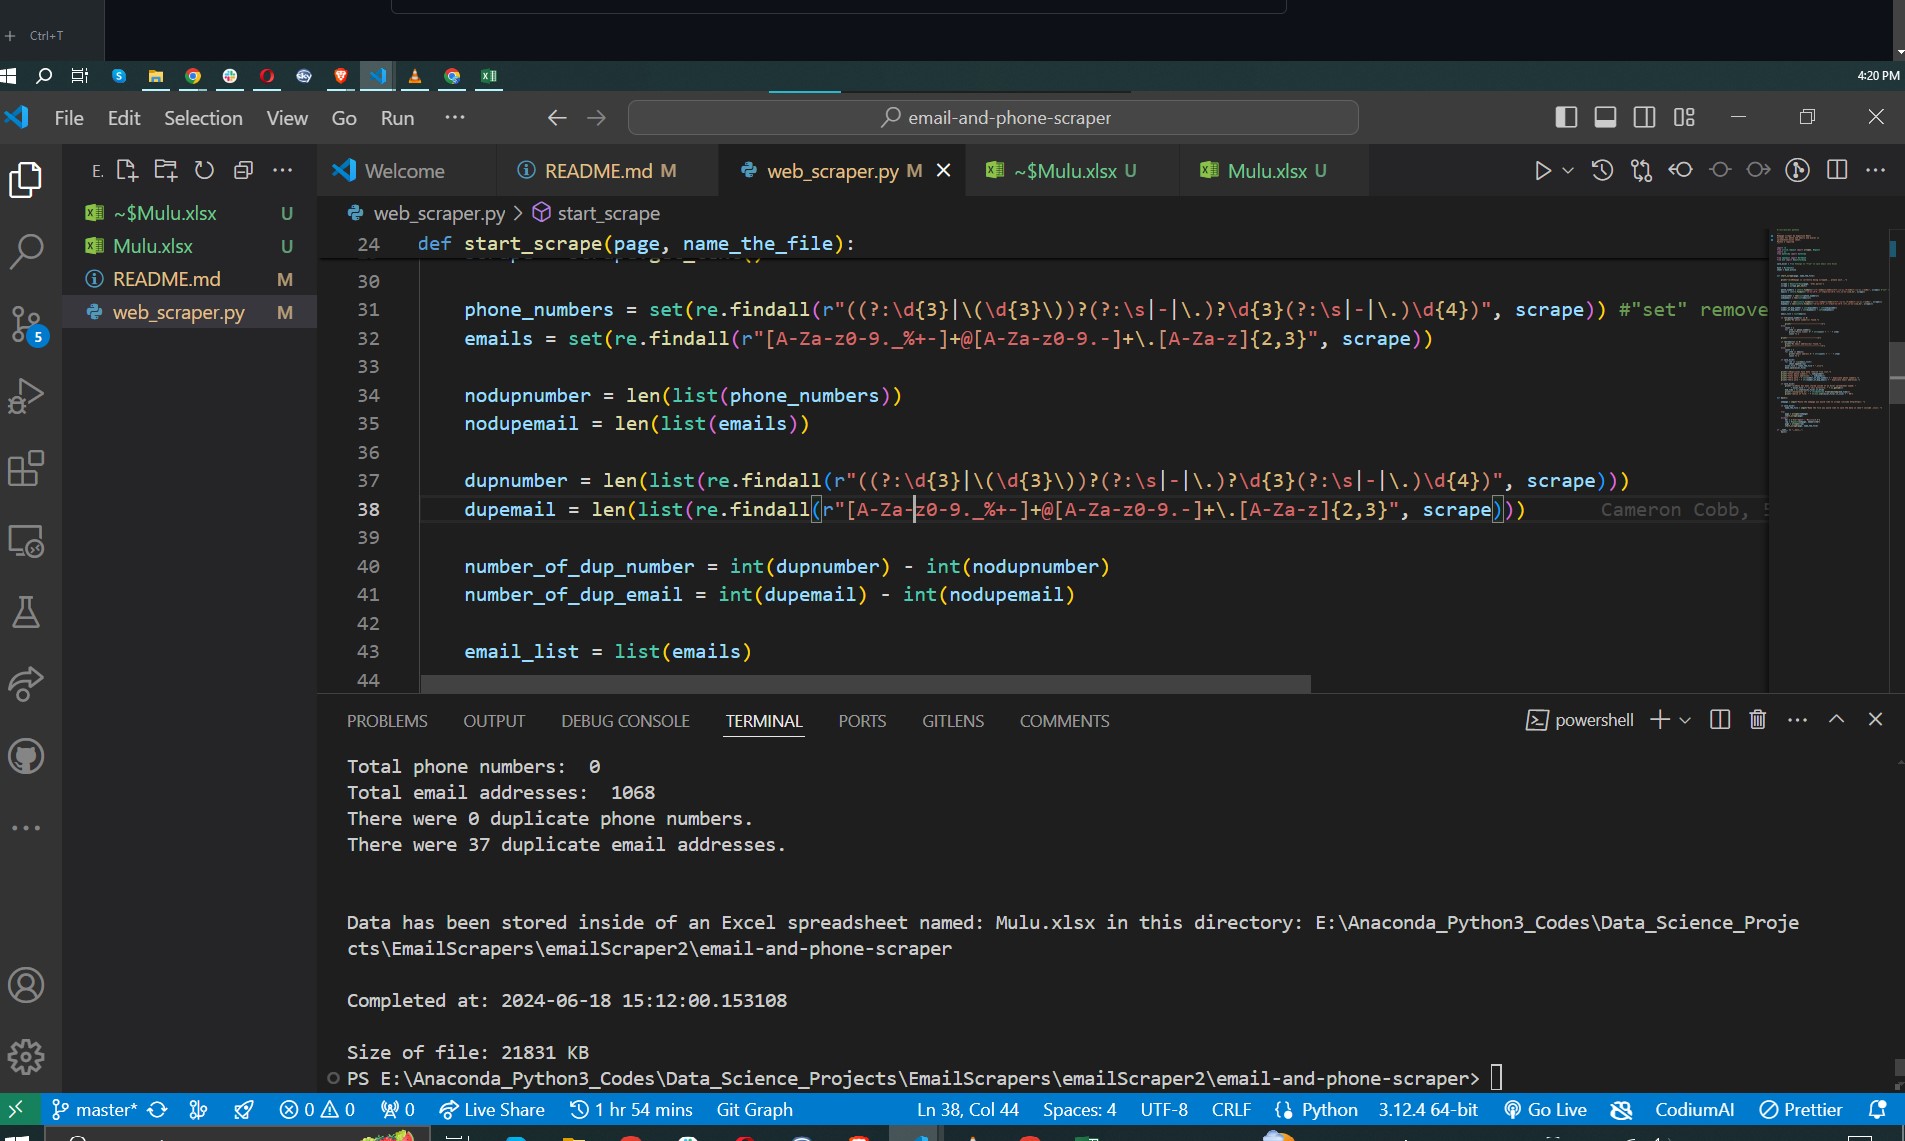 Ctrl+T
4:20 PM
File Edit Selection View Go Run ···
email-and-phone-scraper
E.
Welcome
README.md M
web_scraper.py M
~$Mulu.xlsx U
Mulu.xlsx U
~$Mulu.xlsx U
Mulu.xlsx U
README.md M
web_scraper.py M
web_scraper.py > start_scrape
24 def start_scrape(page, name_the_file):
30
31 phone_numbers = set(re.findall(r"((?:\d{3}|\(\d{3}\))?(?:\s|-|\.)?\d{3}(?:\s|-|\.)\d{4})", scrape)) #"set" remove
32 emails = set(re.findall(r"[A-Za-z0-9._%+-]+@[A-Za-z0-9.-]+\.[A-Za-z]{2,3}", scrape))
33
34 nodupnumber = len(list(phone_numbers))
35 nodupemail = len(list(emails))
36
37 dupnumber = len(list(re.findall(r"((?:\d{3}|\(\d{3}\))?(?:\s|-|\.)?\d{3}(?:\s|-|\.)\d{4})", scrape)))
38 dupemail = len(list(re.findall(r"[A-Za-z0-9._%+-]+@[A-Za-z0-9.-]+\.[A-Za-z]{2,3}", scrape))) Cameron Cobb,
39
40 number_of_dup_number = int(dupnumber) - int(nodupnumber)
41 number_of_dup_email = int(dupemail) - int(nodupemail)
42
43 email_list = list(emails)
44
PROBLEMS OUTPUT DEBUG CONSOLE TERMINAL PORTS GITLENS COMMENTS
powershell
Total phone numbers: 0
Total email addresses: 1068
There were 0 duplicate phone numbers.
There were 37 duplicate email addresses.
Data has been stored inside of an Excel spreadsheet named: Mulu.xlsx in this directory: E:\Anaconda_Python3_Codes\Data_Science_Proje
cts\EmailScrapers\emailScraper2\email-and-phone-scraper
Completed at: 2024-06-18 15:12:00.153108
Size of file: 21831 KB
PS E:\Anaconda_Python3_Codes\Data_Science_Projects\EmailScrapers\emailScraper2\email-and-phone-scraper>
5
master* 0 0 0 Live Share 1 hr 54 mins Git Graph Ln 38, Col 44 Spaces: 4 UTF-8 CRLF Python 3.12.4 64-bit Go Live CodiumAI Prettier